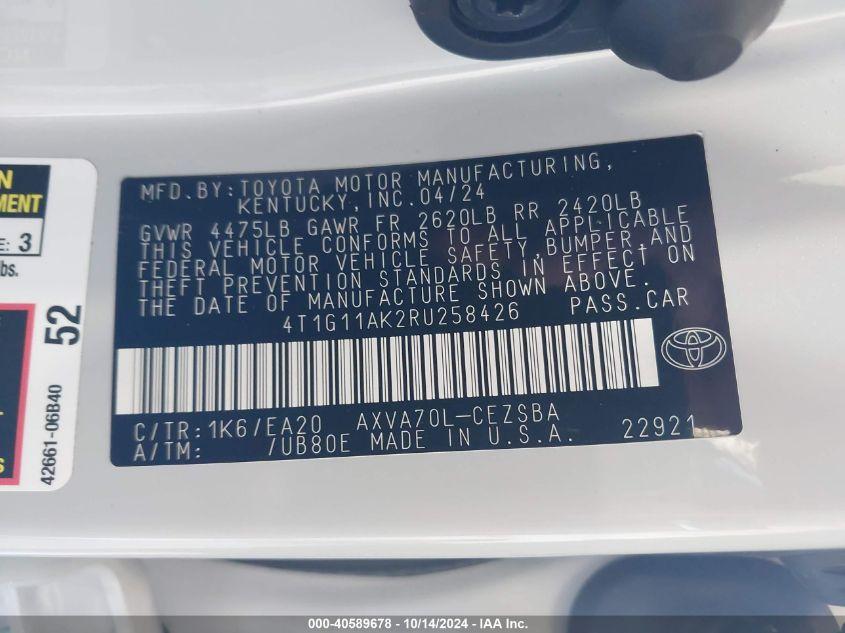 N
MENT
E: 3
lbs.
52
42661-06B40
S
MFD. BY: TOYOTA MOTOR MANUFACTURING,
KENTUCKY, INC. 04/24
GVWR 4475LB GAWR FR 2620LB RR 2420LB
THIS VEHICLE CONFORMS TO ALL APPLICABLE
FEDERAL MOTOR VEHICLE SAFETY, BUMPER, AND
THEFT PREVENTION STANDARDS IN EFFECT ON
THE DATE OF MANUFACTURE SHOWN ABOVE.
4T1G11AK2RU258426 PASS. CAR
C/TR: 1K6/EA20 AXVA70L-CEZSBA
A/TM: /UB80E MADE IN U.S.A. 22921
000-40589678 - 10/14/2024 - IAA Inc.